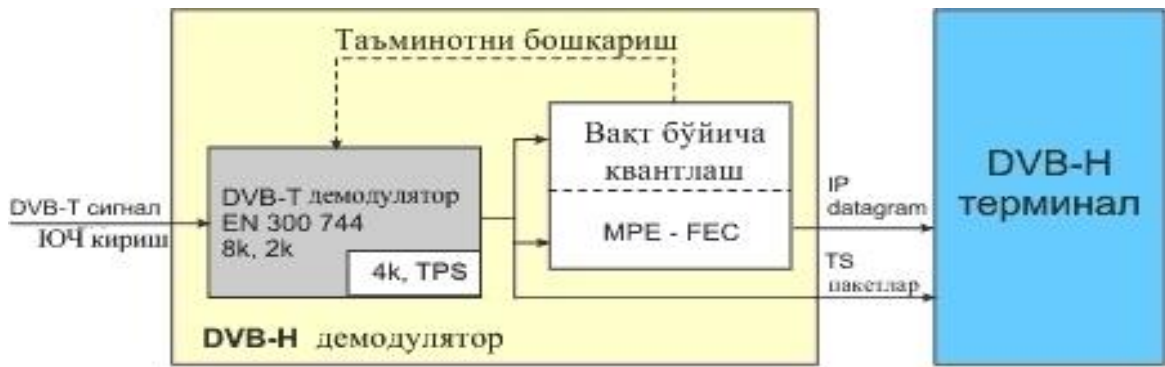 Таъминотни бошкариш
DVB-T сигнал
ЮЧ кириш
DVB-T демодулятор
EN 300 744
8k, 2k
4k, TPS
Вақт бўйича
квантлаш
MPE - FEC
DVB-H демодулятор
IP
datagram
TS
пакетлар
DVB-H
терминал